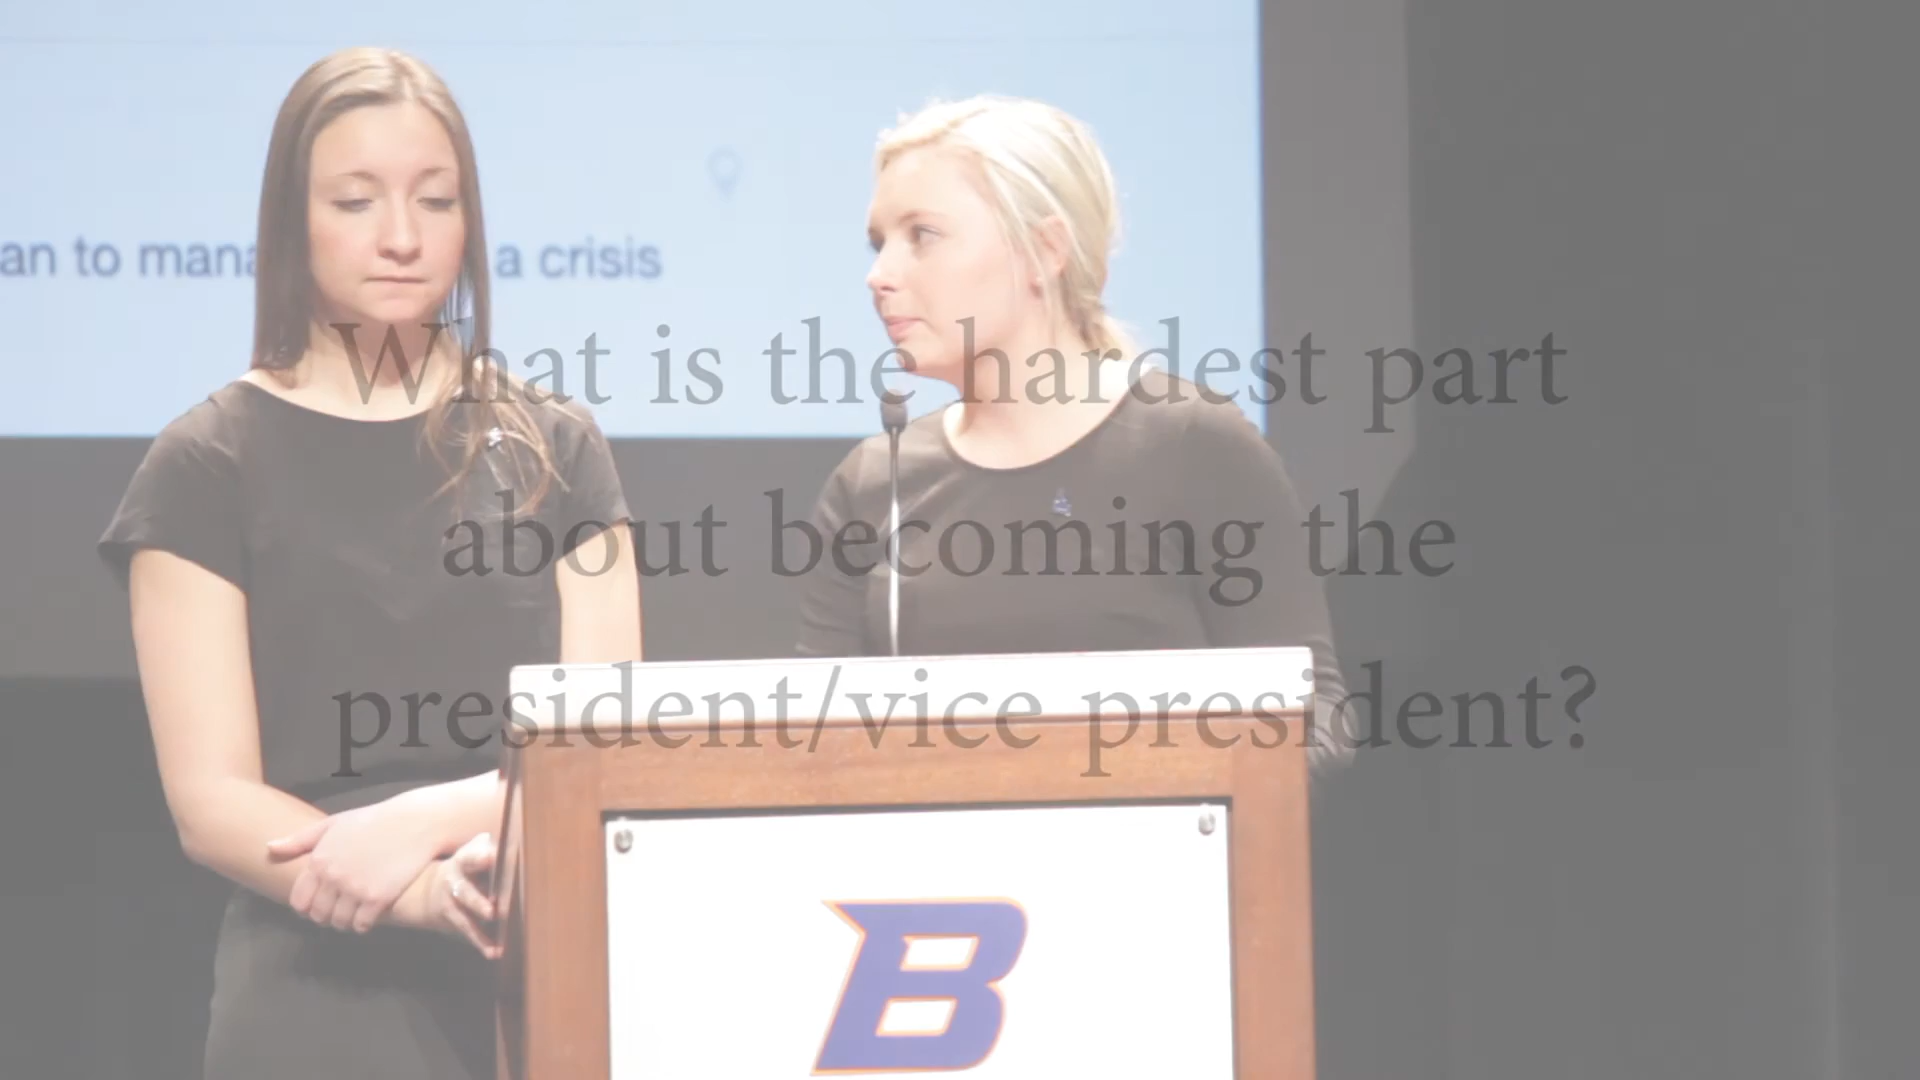 an to mana a crisis
What is the hardest part
about becoming the
president/vice president?
B